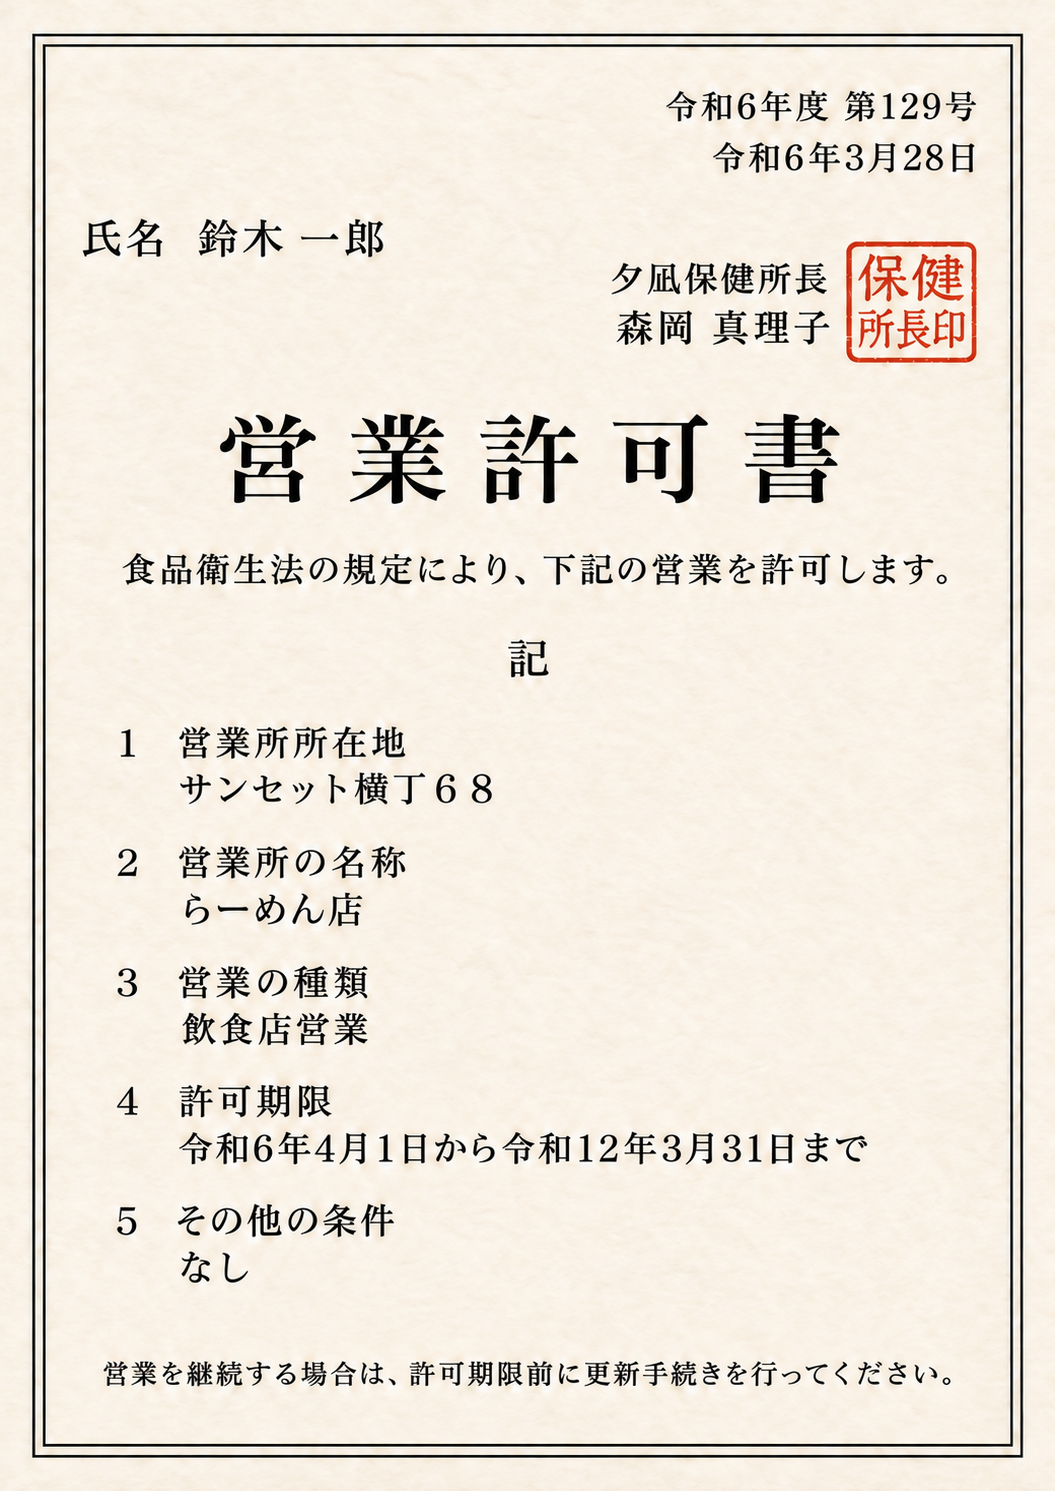 令和6年度 第129号
令和6年3月28日
氏名 鈴木 一郎
夕凪保健所長
森岡 真理子
保健
所長印
営業許可書
食品衛生法の規定により、下記の営業を許可します。
記
1 営業所所在地
サンセット横丁６８
2 営業所の名称
らーめん店
3 営業の種類
飲食店営業
4 許可期限
令和6年4月1日から令和12年3月31日まで
5 その他の条件
なし
営業を継続する場合は、許可期限前に更新手続きを行ってください。